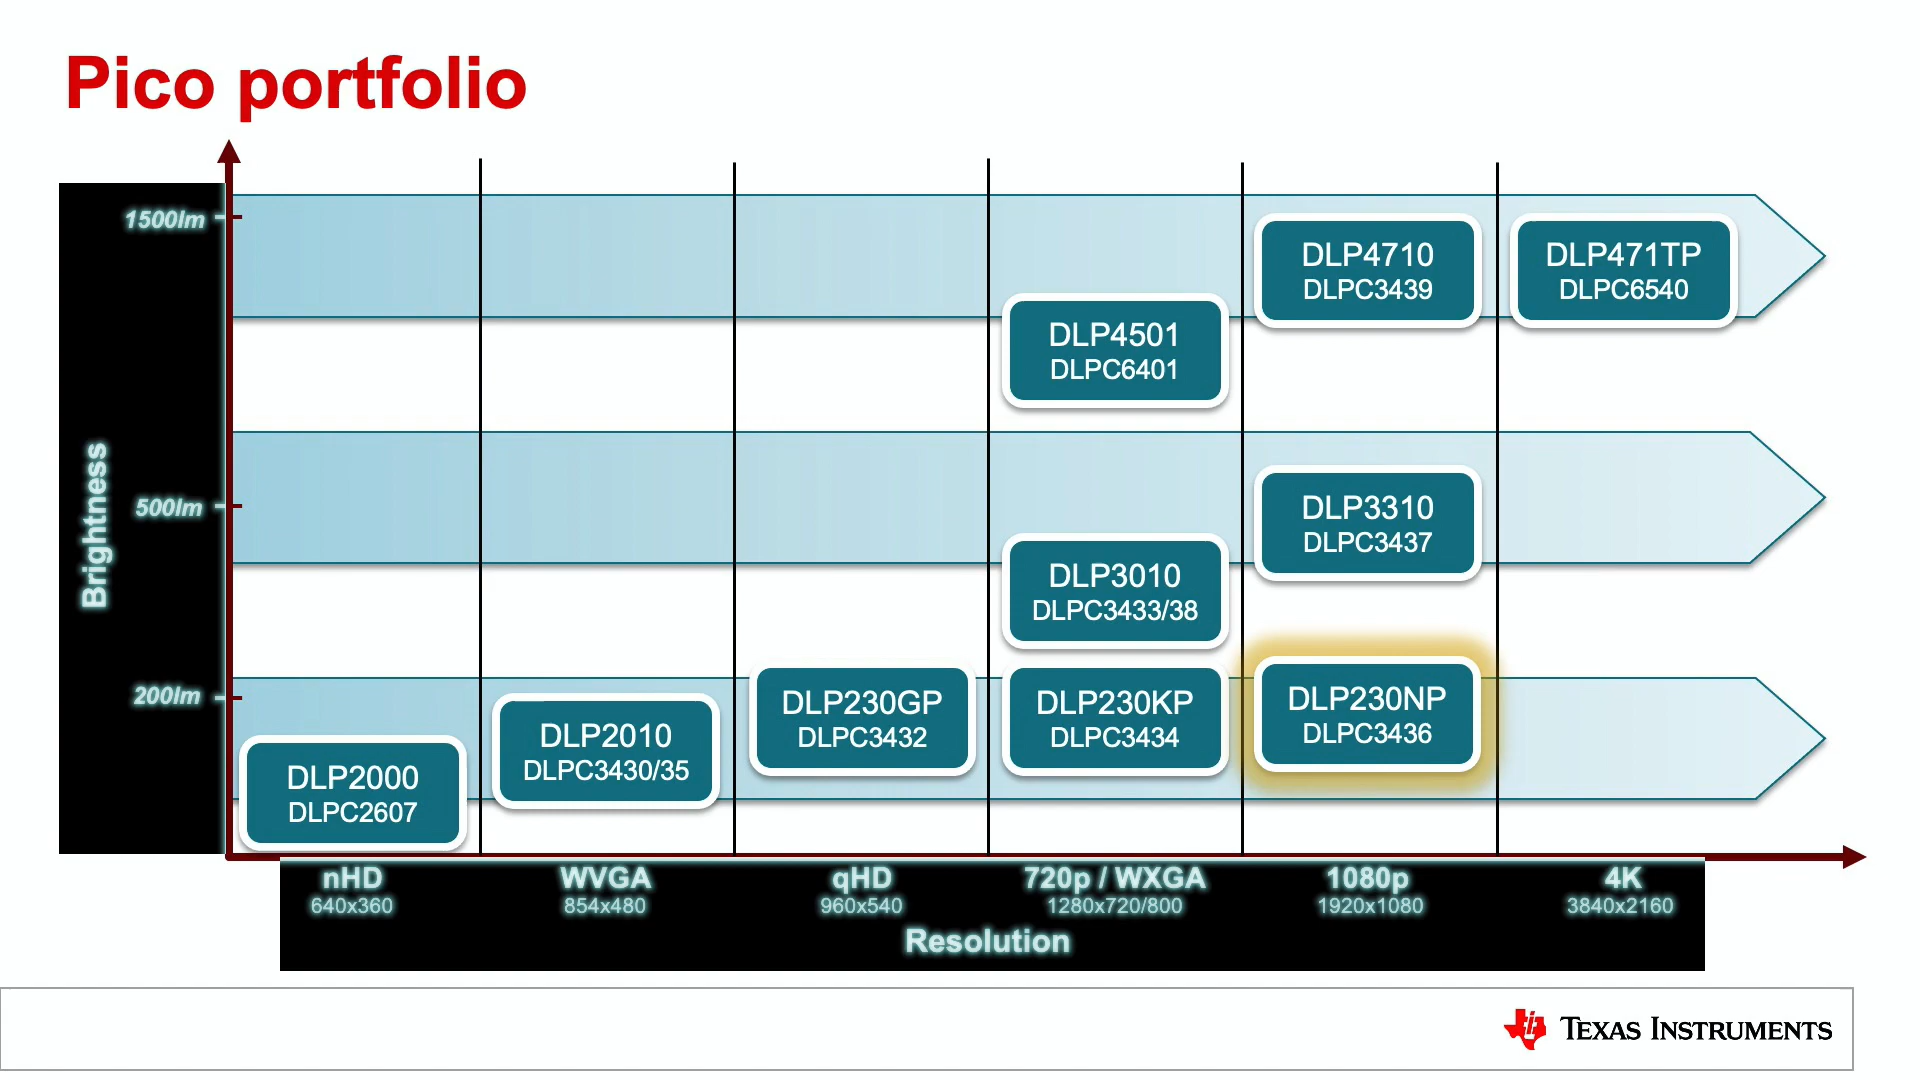 Pico portfolio
1500lm
DLP4710
DLPC3439
DLP471TP
DLPC6540
DLP4501
DLPC6401
Brightness
500lm
DLP3310
DLPC3437
DLP3010
DLPC3433/38
200lm
DLP230GP
DLPC3432
DLP230KP
DLPC3434
DLP230NP
DLPC3436
DLP2010
DLPC3430/35
DLP2000
DLPC2607
nHD
640x360
WVGA
854x480
qHD
960x540
720p / WXGA
1280x720/800
1080p
1920x1080
4K
3840x2160
Resolution
TEXAS INSTRUMENTS